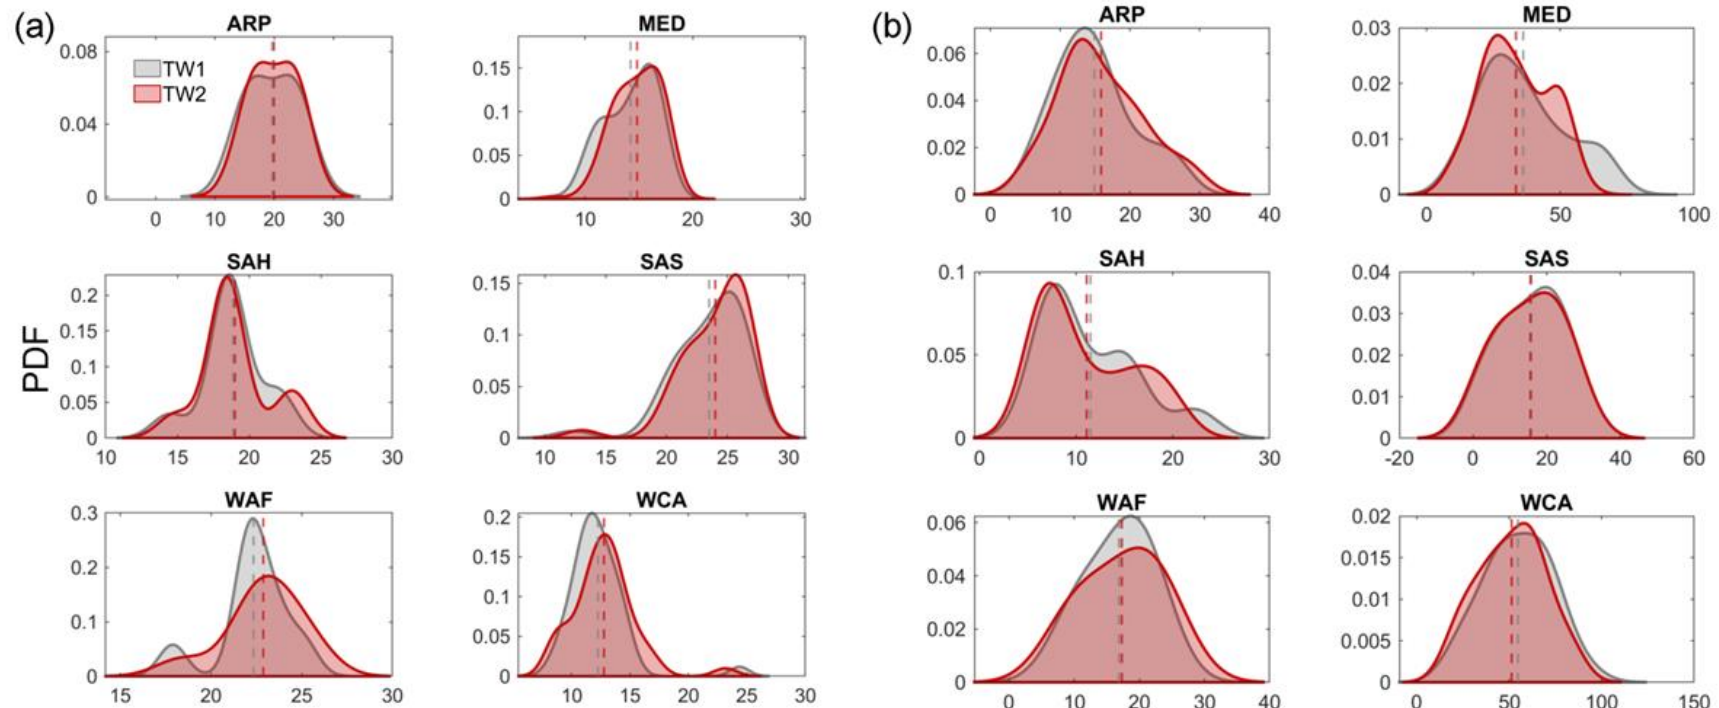 (a)
ARP
0.08
0.04
0
0 10 20 30
TW1
TW2
MED
0.15
0.1
0.05
0
10 20 30
SAH
0.2
0.15
0.1
0.05
0
10 15 20 25 30
SAS
0.15
0.1
0.05
0
10 15 20 25 30
PDF
WAF
0.3
0.2
0.1
0
15 20 25 30
WCA
0.2
0.15
0.1
0.05
0
10 15 20 25 30
(b)
ARP
0.06
0.04
0.02
0
0 10 20 30 40
MED
0.03
0.02
0.01
0
0 50 100
SAH
0.1
0.05
0
0 10 20 30
SAS
0.04
0.03
0.02
0.01
0
-20 0 20 40 60
WAF
0.06
0.04
0.02
0
0 10 20 30 40
WCA
0.02
0.015
0.01
0.005
0
0 50 100 150